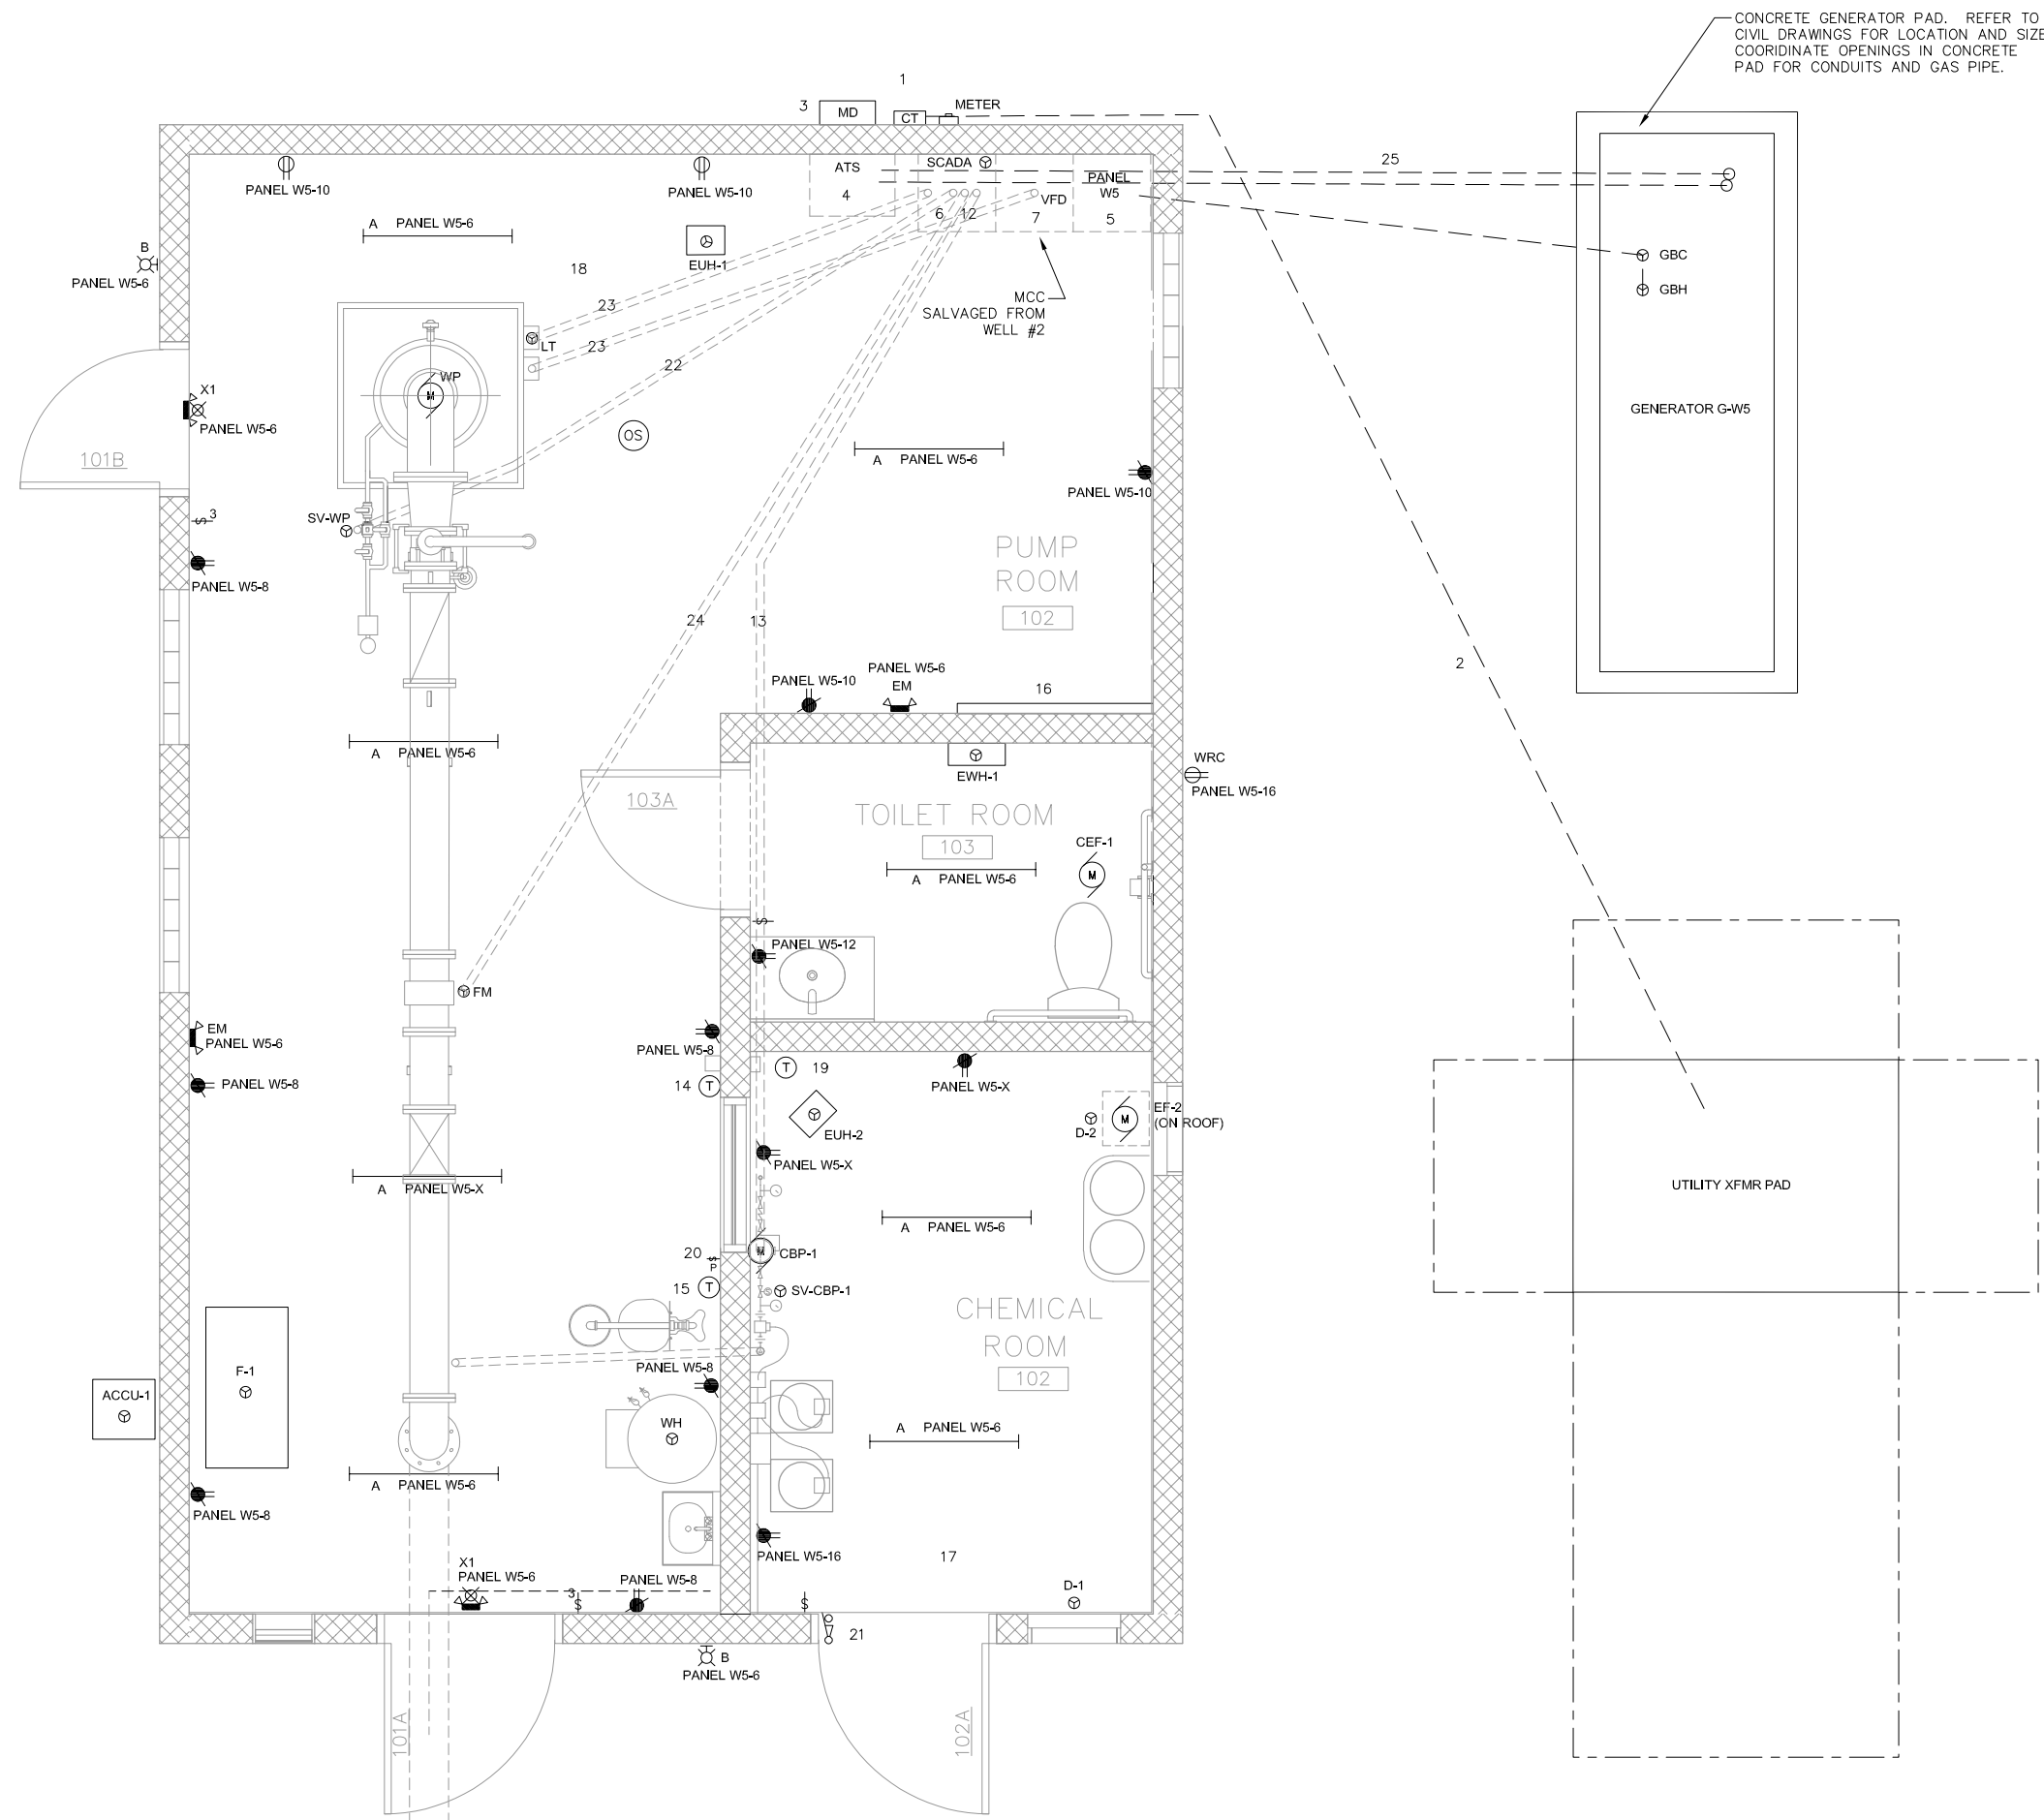 CONCRETE GENERATOR PAD. REFER TO
CIVIL DRAWINGS FOR LOCATION AND SIZE
COORIDINATE OPENINGS IN CONCRETE
PAD FOR CONDUITS AND GAS PIPE.
1
3
MD
CT
METER
PANEL W5-10
PANEL W5-10
ATS
4
SCADA
6
12
VFD
7
PANEL
W5
5
25
A PANEL W5-6
B
PANEL W5-6
EUH-1
18
GBC
GBH
23
23
22
LT
MCC
SALVAGED FROM
WELL #2
WP
M
X1
PANEL W5-6
GENERATOR G-W5
OS
101B
A PANEL W5-6
PANEL W5-10
S 3
SV-WP
PANEL W5-8
PUMP
ROOM
102
24
13
2
PANEL W5-10
PANEL W5-6
EM
16
A PANEL W5-6
EWH-1
WRC
PANEL W5-16
103A
TOILET ROOM
103
CEF-1
M
A PANEL W5-6
S
PANEL W5-12
FM
EM
PANEL W5-6
PANEL W5-8
PANEL W5-8
14 T
T 19
PANEL W5-X
EUH-2
D-2
M
EF-2
(ON ROOF)
PANEL W5-X
A PANEL W5-X
UTILITY XFMR PAD
A PANEL W5-6
20 S
P
M
CBP-1
15 T
S
SV-CBP-1
CHEMICAL
ROOM
102
PANEL W5-8
F-1
ACCU-1
WH
A PANEL W5-6
A PANEL W5-6
PANEL W5-8
PANEL W5-16
17
X1
PANEL W5-6
3
$
PANEL W5-8
$
D-1
21
B
PANEL W5-6
101A
102A